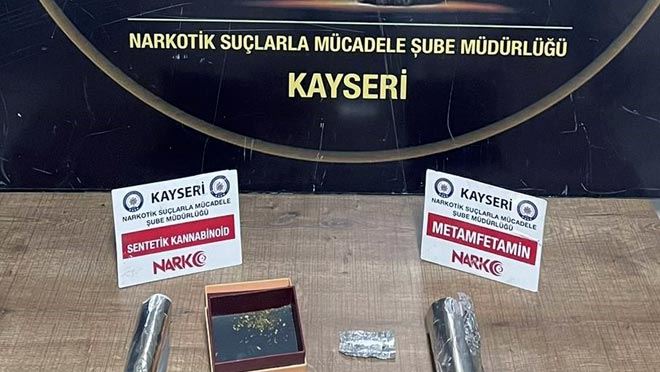 NARKOTİK SUÇLARLA MÜCADELE ŞUBE MÜDÜRLÜĞÜ
KAYSERİ
KAYSERİ
NARKOTİK SUÇLARLA MÜCADELE
ŞUBE MÜDÜRLÜĞÜ
SENTETİK KANNABİNOİD
NARKO
KAYSERİ
NARKOTİK SUÇLARLA MÜCADELE
ŞUBE MÜDÜRLÜĞÜ
METAMFETAMİN
NARKO